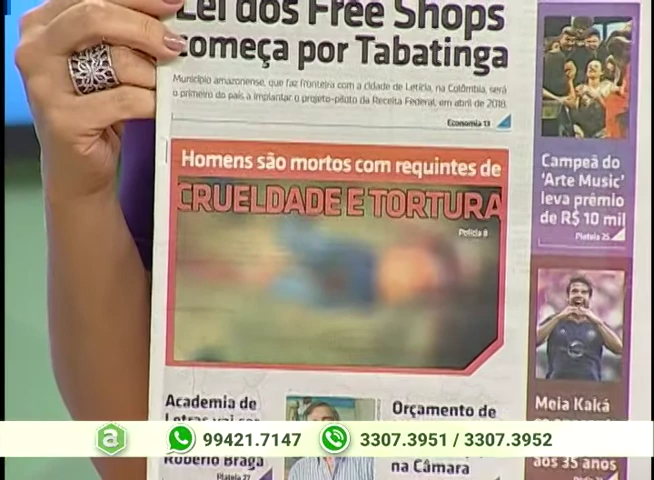 Lei dos Free Shops
começa por Tabatinga
Município amazonense, que faz fronteira com a cidade de Letícia, na Colômbia, será
o primeiro do país a implantar o projeto-piloto da Receita Federal, em abril de 2018.
Economia 13
Homens são mortos com requintes de
CRUELDADE E TORTURA
Polícia 8
Campeã do
'Arte Music'
leva prêmio
de R$ 10 mil
Plateia 25
Academia de
Letras vai ser
Robério Braga
Plateia 27
Orçamento de
na Câmara
Meia Kaká
aos 35 anos
a
99421.7147
3307.3951 / 3307.3952